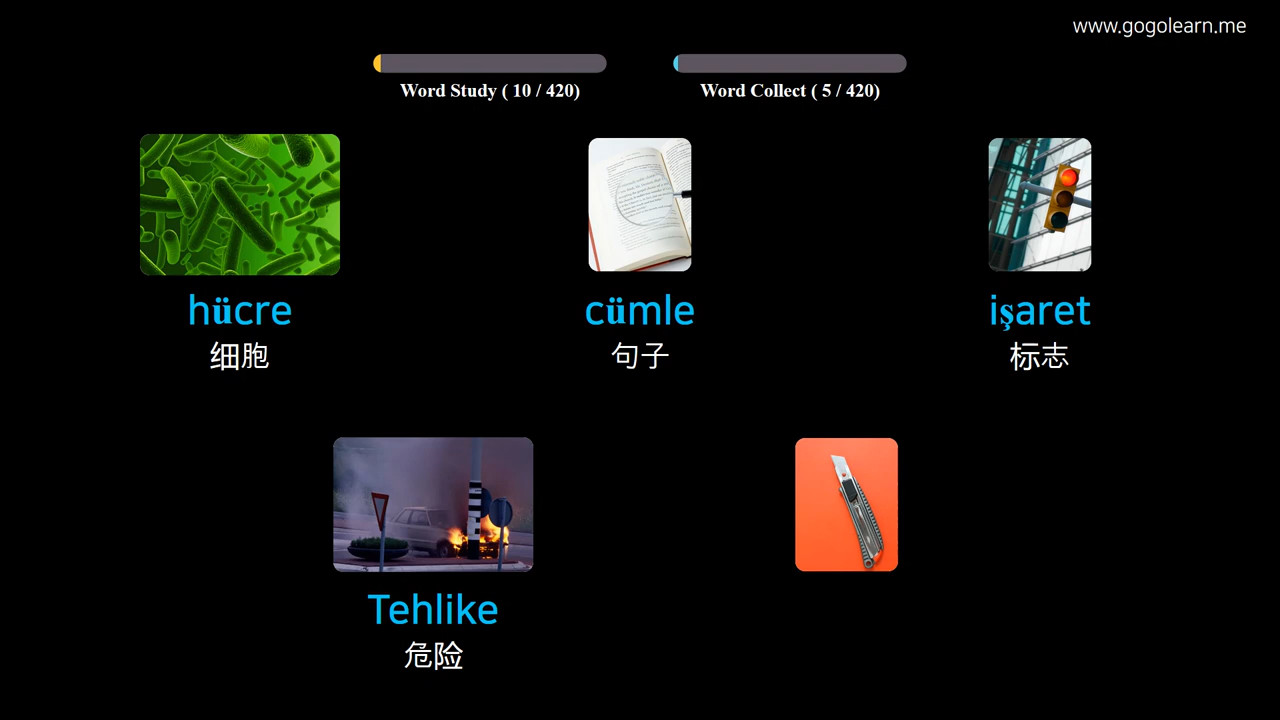 www.gogolearn.me
Word Study ( 10 / 420)
Word Collect ( 5 / 420)
hücre
细胞
cümle
句子
işaret
标志
Tehlike
危险